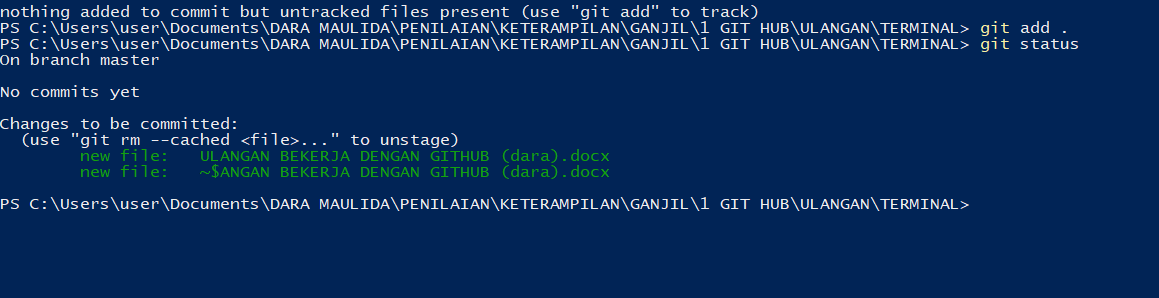 nothing added to commit but untracked files present (use "git add" to track)
PS C:\Users\user\Documents\DARA MAULIDA\PENILAIAN\KETERAMPILAN\GANJIL\1 GIT HUB\ULANGAN\TERMINAL> git add .
PS C:\Users\user\Documents\DARA MAULIDA\PENILAIAN\KETERAMPILAN\GANJIL\1 GIT HUB\ULANGAN\TERMINAL> git status
On branch master
No commits yet
Changes to be committed:
  (use "git rm --cached <file>..." to unstage)
        new file:   ULANGAN BEKERJA DENGAN GITHUB (dara).docx
        new file:   ~$ANGAN BEKERJA DENGAN GITHUB (dara).docx
PS C:\Users\user\Documents\DARA MAULIDA\PENILAIAN\KETERAMPILAN\GANJIL\1 GIT HUB\ULANGAN\TERMINAL>